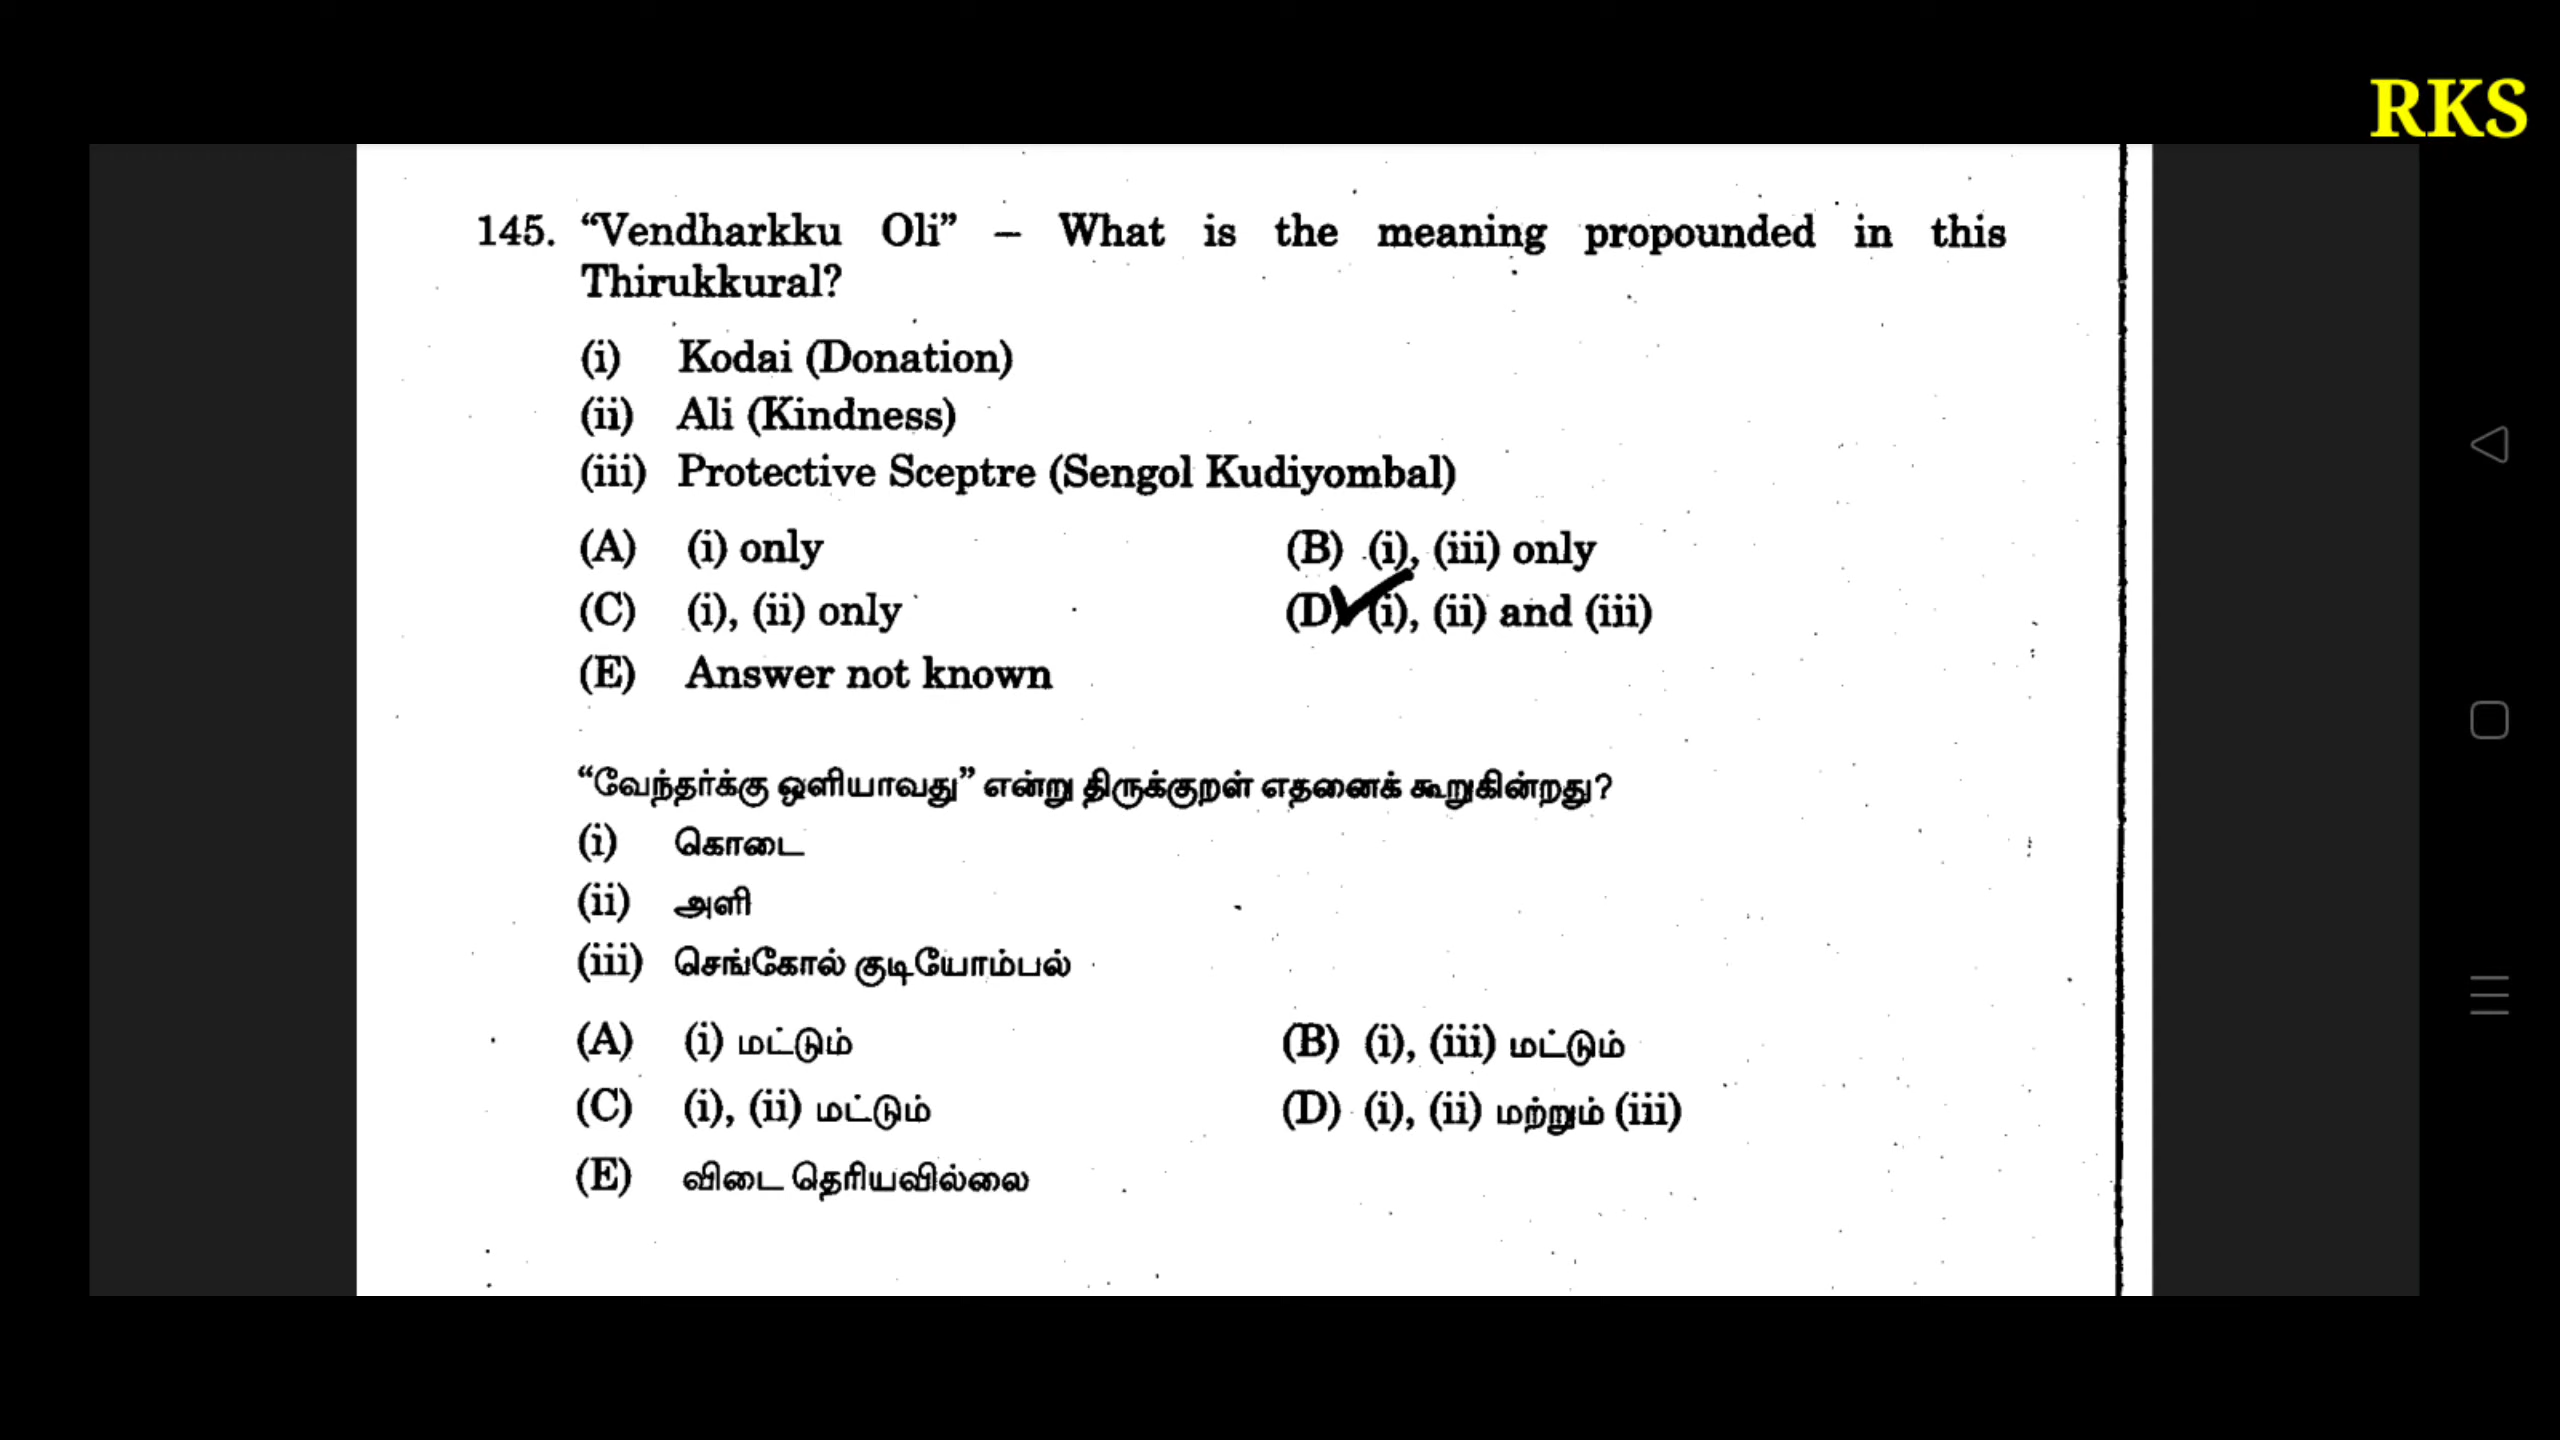 RKS
145. “Vendharkku Oli” – What is the meaning propounded in this
Thirukkural?
(i) Kodai (Donation)
(ii) Ali (Kindness)
(iii) Protective Sceptre (Sengol Kudiyombal)
(A) (i) only (B) (i), (iii) only
(C) (i), (ii) only (D) (i), (ii) and (iii)
(E) Answer not known
“வேந்தர்க்கு ஒளியாவது” என்று திருக்குறள் எதனைக் கூறுகின்றது?
(i) கொடை
(ii) அளி
(iii) செங்கோல் குடியோம்பல்
(A) (i) மட்டும் (B) (i), (iii) மட்டும்
(C) (i), (ii) மட்டும் (D) (i), (ii) மற்றும் (iii)
(E) விடை தெரியவில்லை